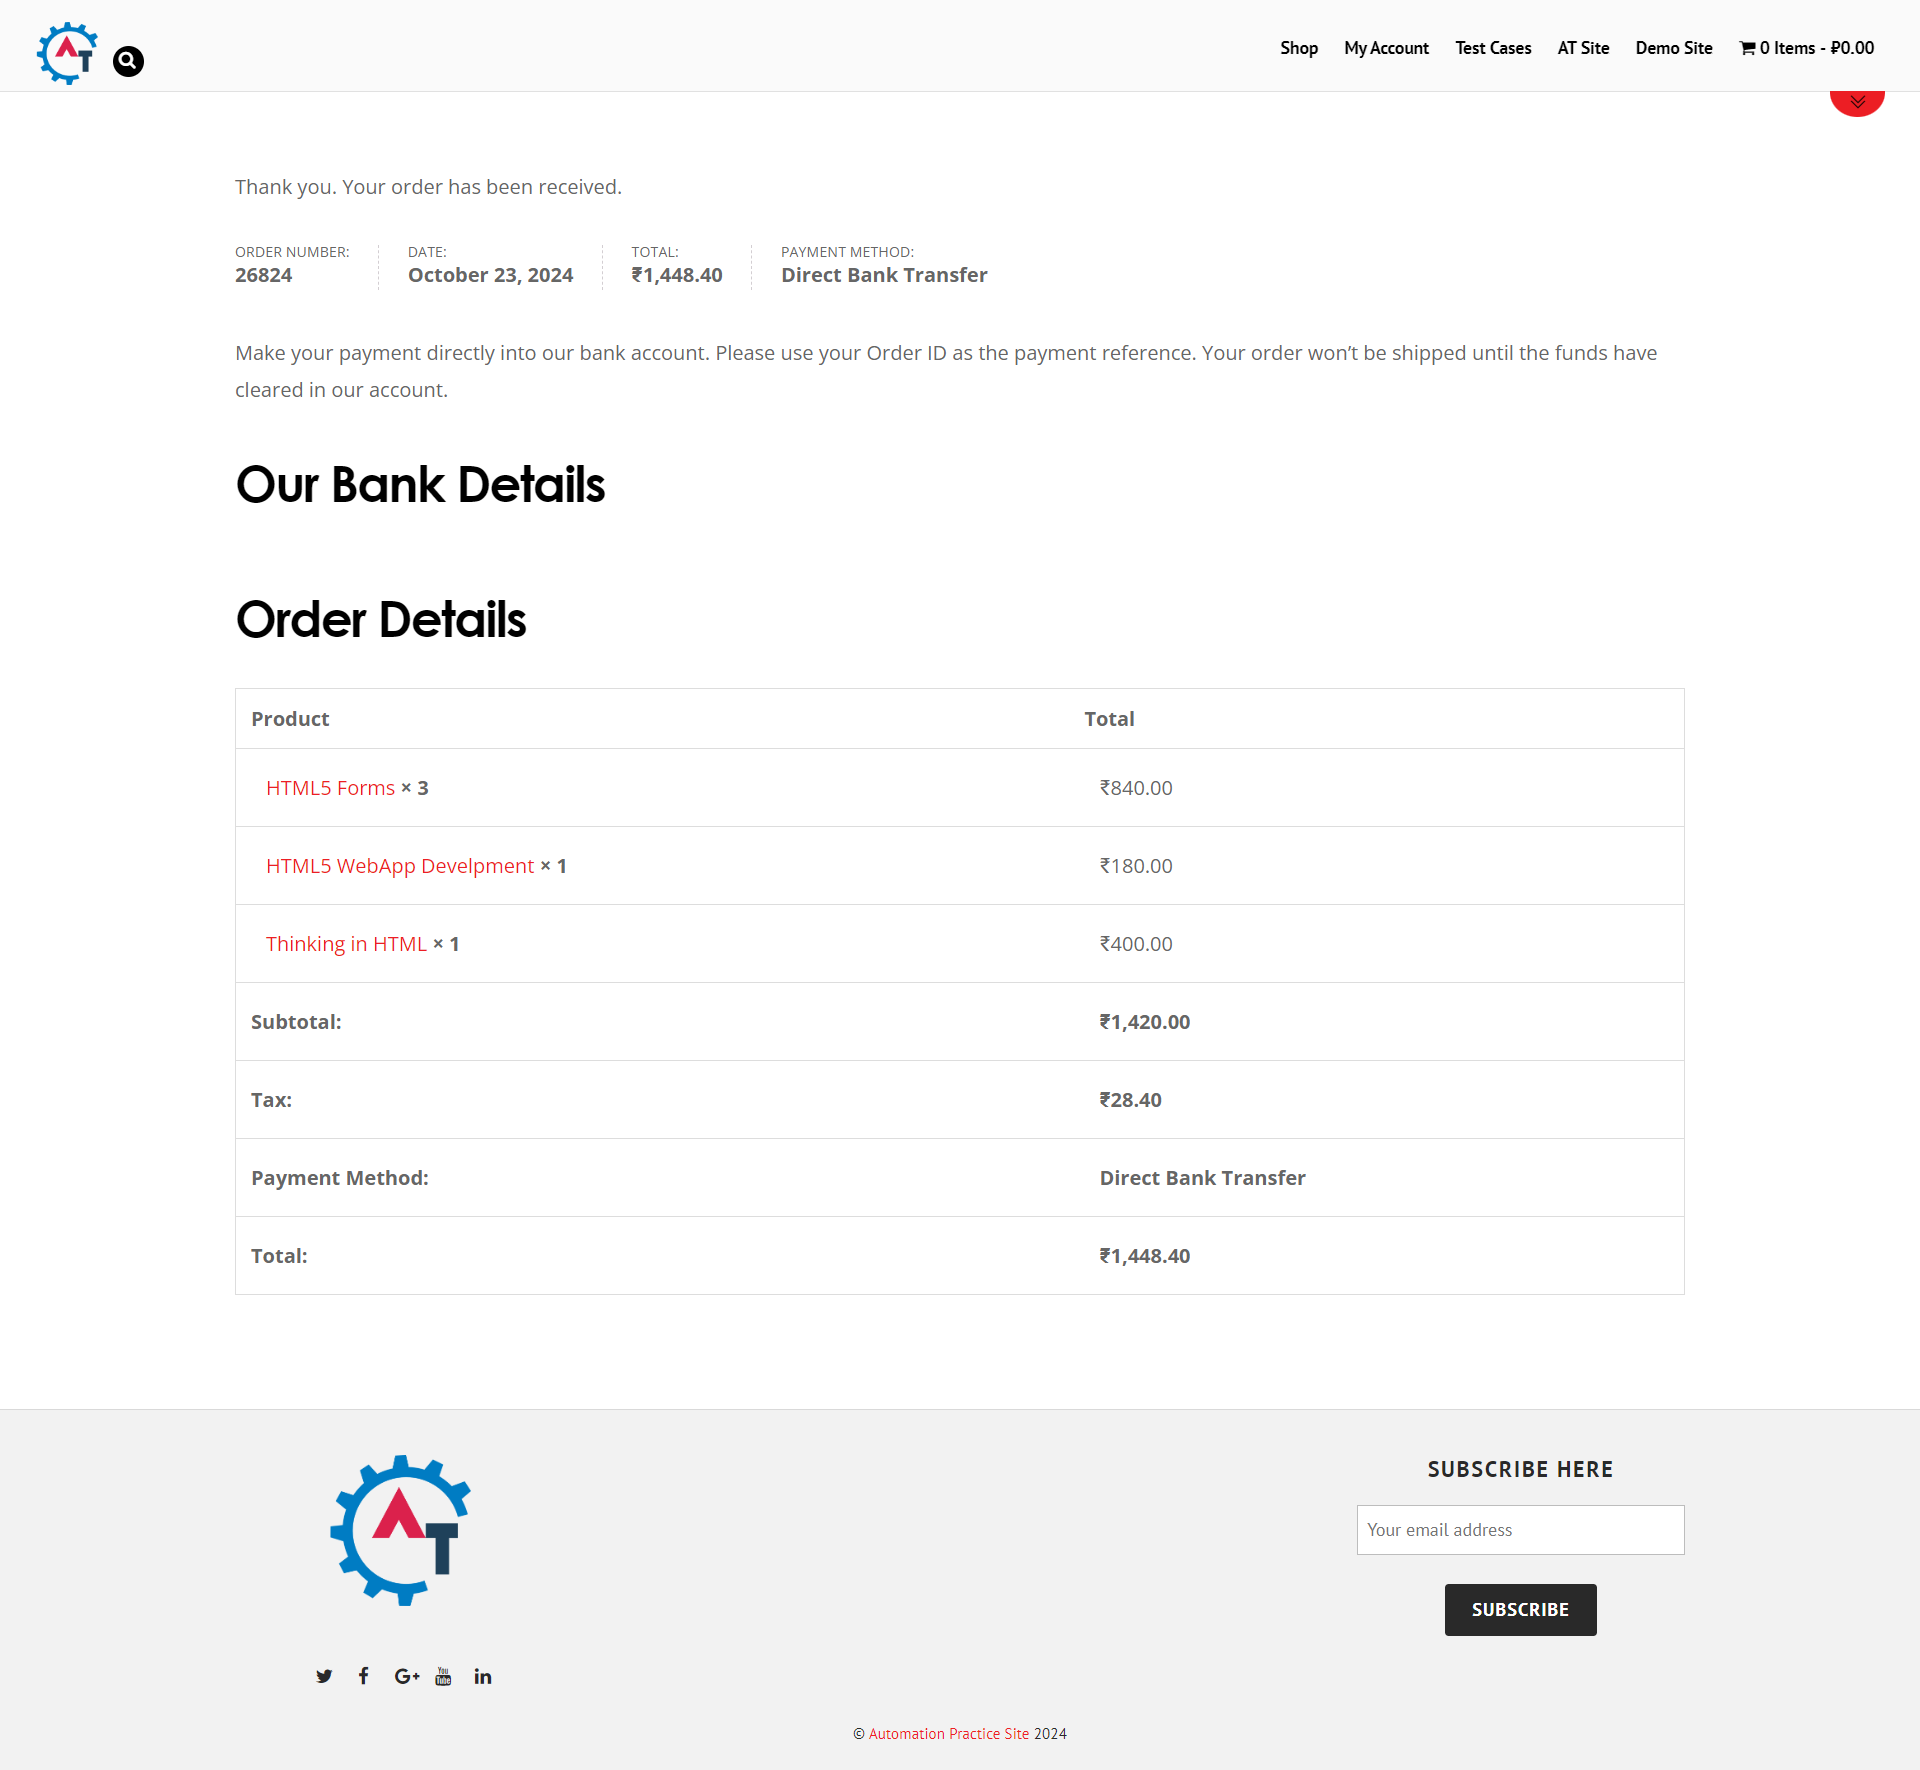 AT
Shop
My Account
Test Cases
AT Site
Demo Site
0 Items - ₽0.00
Thank you. Your order has been received.
ORDER NUMBER:
26824
DATE:
October 23, 2024
TOTAL:
₹1,448.40
PAYMENT METHOD:
Direct Bank Transfer
Make your payment directly into our bank account. Please use your Order ID as the payment reference. Your order won’t be shipped until the funds have
cleared in our account.
Our Bank Details
Order Details
Product Total
HTML5 Forms × 3 ₹840.00
HTML5 WebApp Develpment × 1 ₹180.00
Thinking in HTML × 1 ₹400.00
Subtotal: ₹1,420.00
Tax: ₹28.40
Payment Method: Direct Bank Transfer
Total: ₹1,448.40
AT
SUBSCRIBE HERE
Your email address
SUBSCRIBE
G+
You
Tube
in
© Automation Practice Site 2024